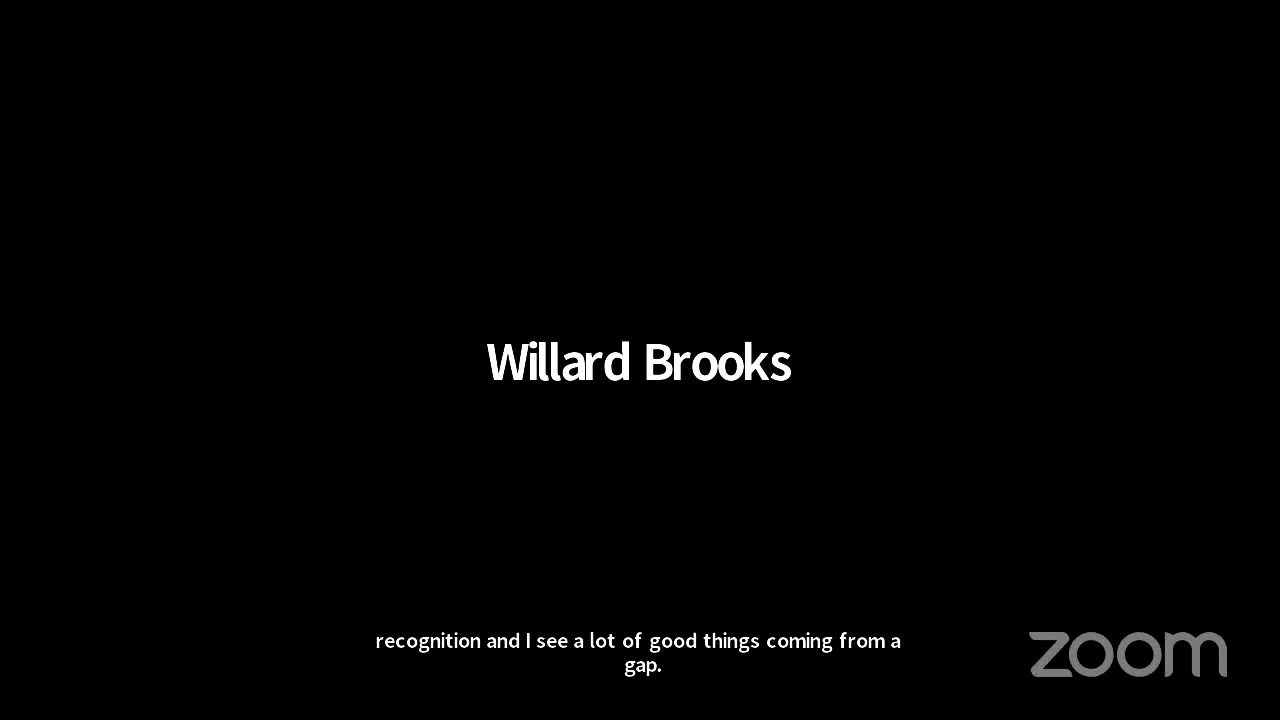 Willard Brooks
recognition and I see a lot of good things coming from a
gap.
zoom